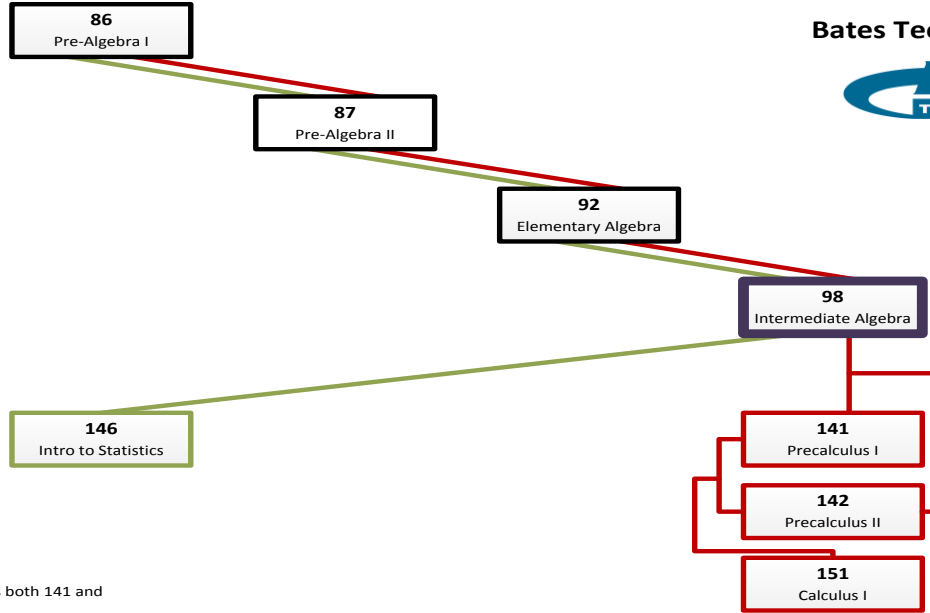 86
Pre-Algebra I
Bates
87
Pre-Algebra II
92
Elementary Algebra
98
Intermediate Algebra
146
Intro to Statistics
141
Precalculus I
142
Precalculus II
151
Calculus I
both 141 and